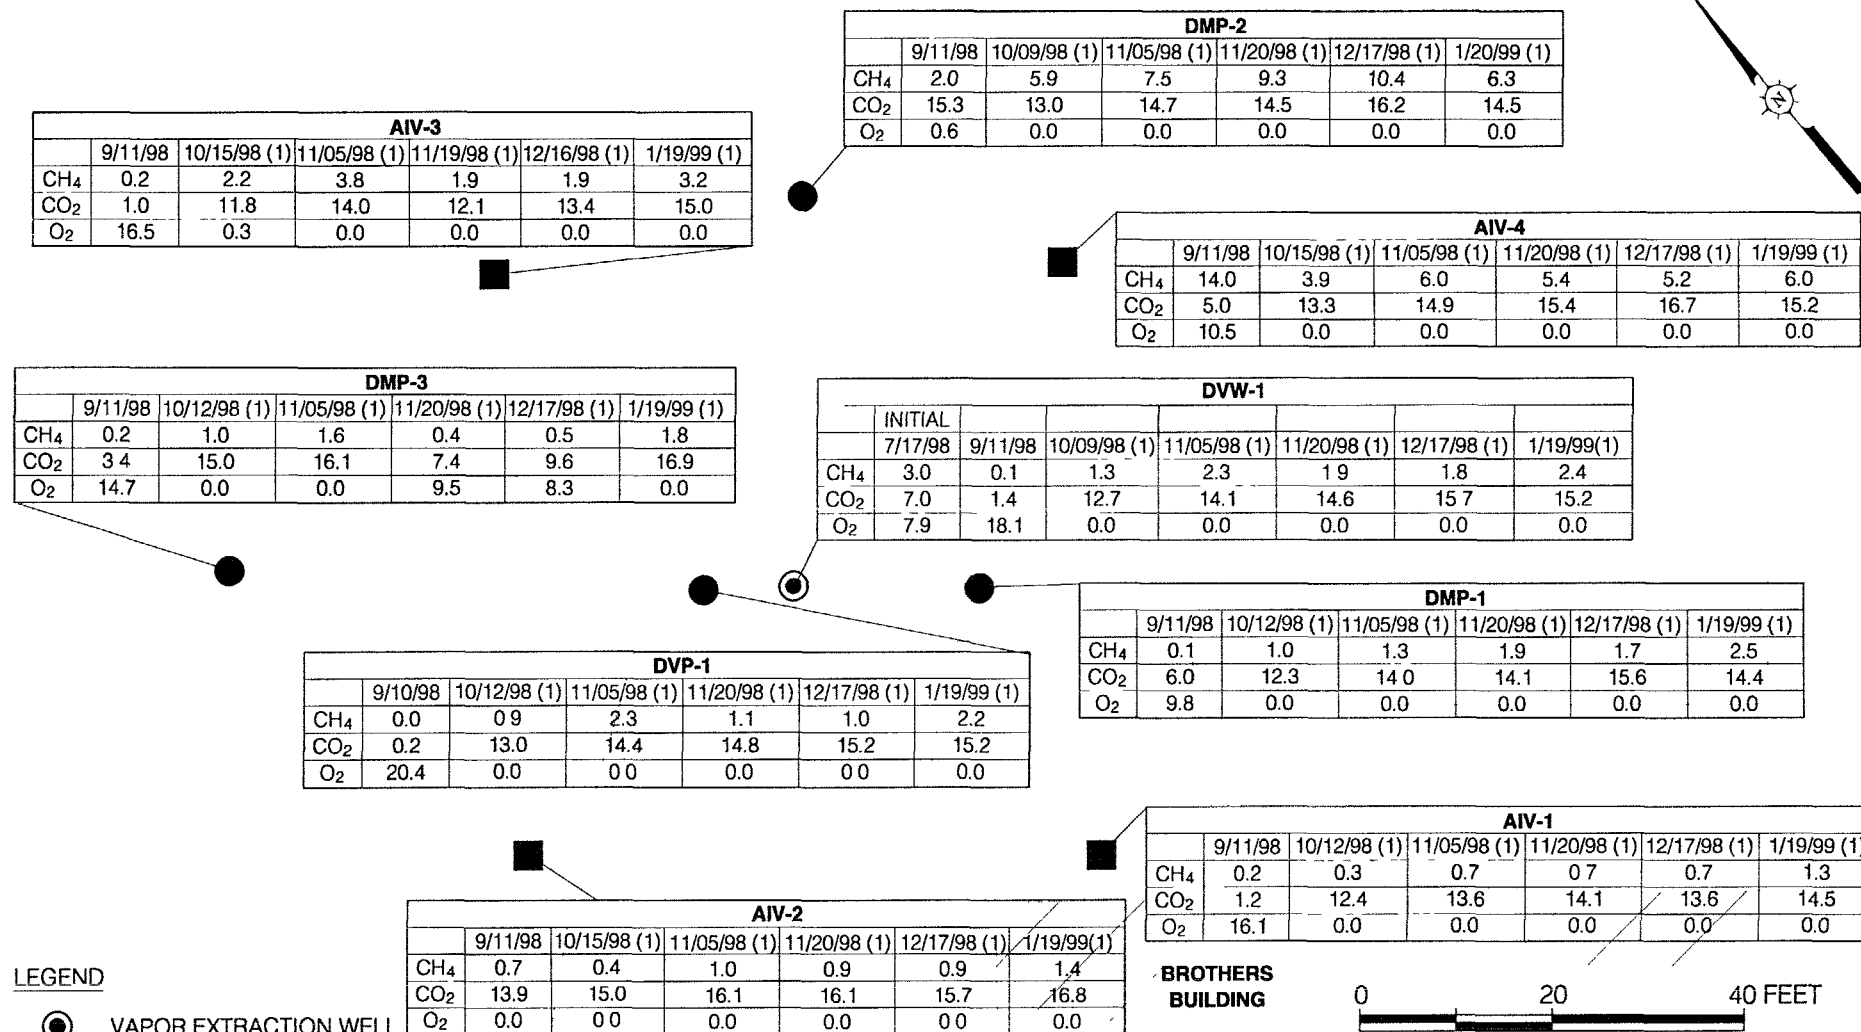 DMP-2
9/11/98 10/09/98 (1) 11/05/98 (1) 11/20/98 (1) 12/17/98 (1) 1/20/99 (1)
CH4 2.0 5.9 7.5 9.3 10.4 6.3
CO2 15.3 13.0 14.7 14.5 16.2 14.5
O2 0.6 0.0 0.0 0.0 0.0 0.0
N
AIV-3
9/11/98 10/15/98 (1) 11/05/98 (1) 11/19/98 (1) 12/16/98 (1) 1/19/99 (1)
CH4 0.2 2.2 3.8 1.9 1.9 3.2
CO2 1.0 11.8 14.0 12.1 13.4 15.0
O2 16.5 0.3 0.0 0.0 0.0 0.0
AIV-4
9/11/98 10/15/98 (1) 11/05/98 (1) 11/20/98 (1) 12/17/98 (1) 1/19/99 (1)
CH4 14.0 3.9 6.0 5.4 5.2 6.0
CO2 5.0 13.3 14.9 15.4 16.7 15.2
O2 10.5 0.0 0.0 0.0 0.0 0.0
DMP-3
9/11/98 10/12/98 (1) 11/05/98 (1) 11/20/98 (1) 12/17/98 (1) 1/19/99 (1)
CH4 0.2 1.0 1.6 0.4 0.5 1.8
CO2 3 4 15.0 16.1 7.4 9.6 16.9
O2 14.7 0.0 0.0 9.5 8.3 0.0
DVW-1
INITIAL
7/17/98 9/11/98 10/09/98 (1) 11/05/98 (1) 11/20/98 (1) 12/17/98 (1) 1/19/99(1)
CH4 3.0 0.1 1.3 2.3 1 9 1.8 2.4
CO2 7.0 1.4 12.7 14.1 14.6 15 7 15.2
O2 7.9 18.1 0.0 0.0 0.0 0.0 0.0
DMP-1
9/11/98 10/12/98 (1) 11/05/98 (1) 11/20/98 (1) 12/17/98 (1) 1/19/99 (1)
CH4 0.1 1.0 1.3 1.9 1.7 2.5
CO2 6.0 12.3 14 0 14.1 15.6 14.4
O2 9.8 0.0 0.0 0.0 0.0 0.0
DVP-1
9/10/98 10/12/98 (1) 11/05/98 (1) 11/20/98 (1) 12/17/98 (1) 1/19/99 (1)
CH4 0.0 0 9 2.3 1.1 1.0 2.2
CO2 0.2 13.0 14.4 14.8 15.2 15.2
O2 20.4 0.0 0 0 0.0 0 0 0.0
AIV-1
9/11/98 10/12/98 (1) 11/05/98 (1) 11/20/98 (1) 12/17/98 (1) 1/19/99 (1)
CH4 0.2 0.3 0.7 0 7 0.7 1.3
CO2 1.2 12.4 13.6 14.1 13.6 14.5
O2 16.1 0.0 0.0 0.0 0.0 0.0
AIV-2
9/11/98 10/15/98 (1) 11/05/98 (1) 11/20/98 (1) 12/17/98 (1) 1/19/99(1)
CH4 0.7 0.4 1.0 0.9 0.9 1.4
CO2 13.9 15.0 16.1 16.1 15.7 16.8
O2 0.0 0 0 0.0 0.0 0 0 0.0
BROTHERS
BUILDING
0 20 40 FEET
LEGEND
VAPOR EXTRACTION WELL